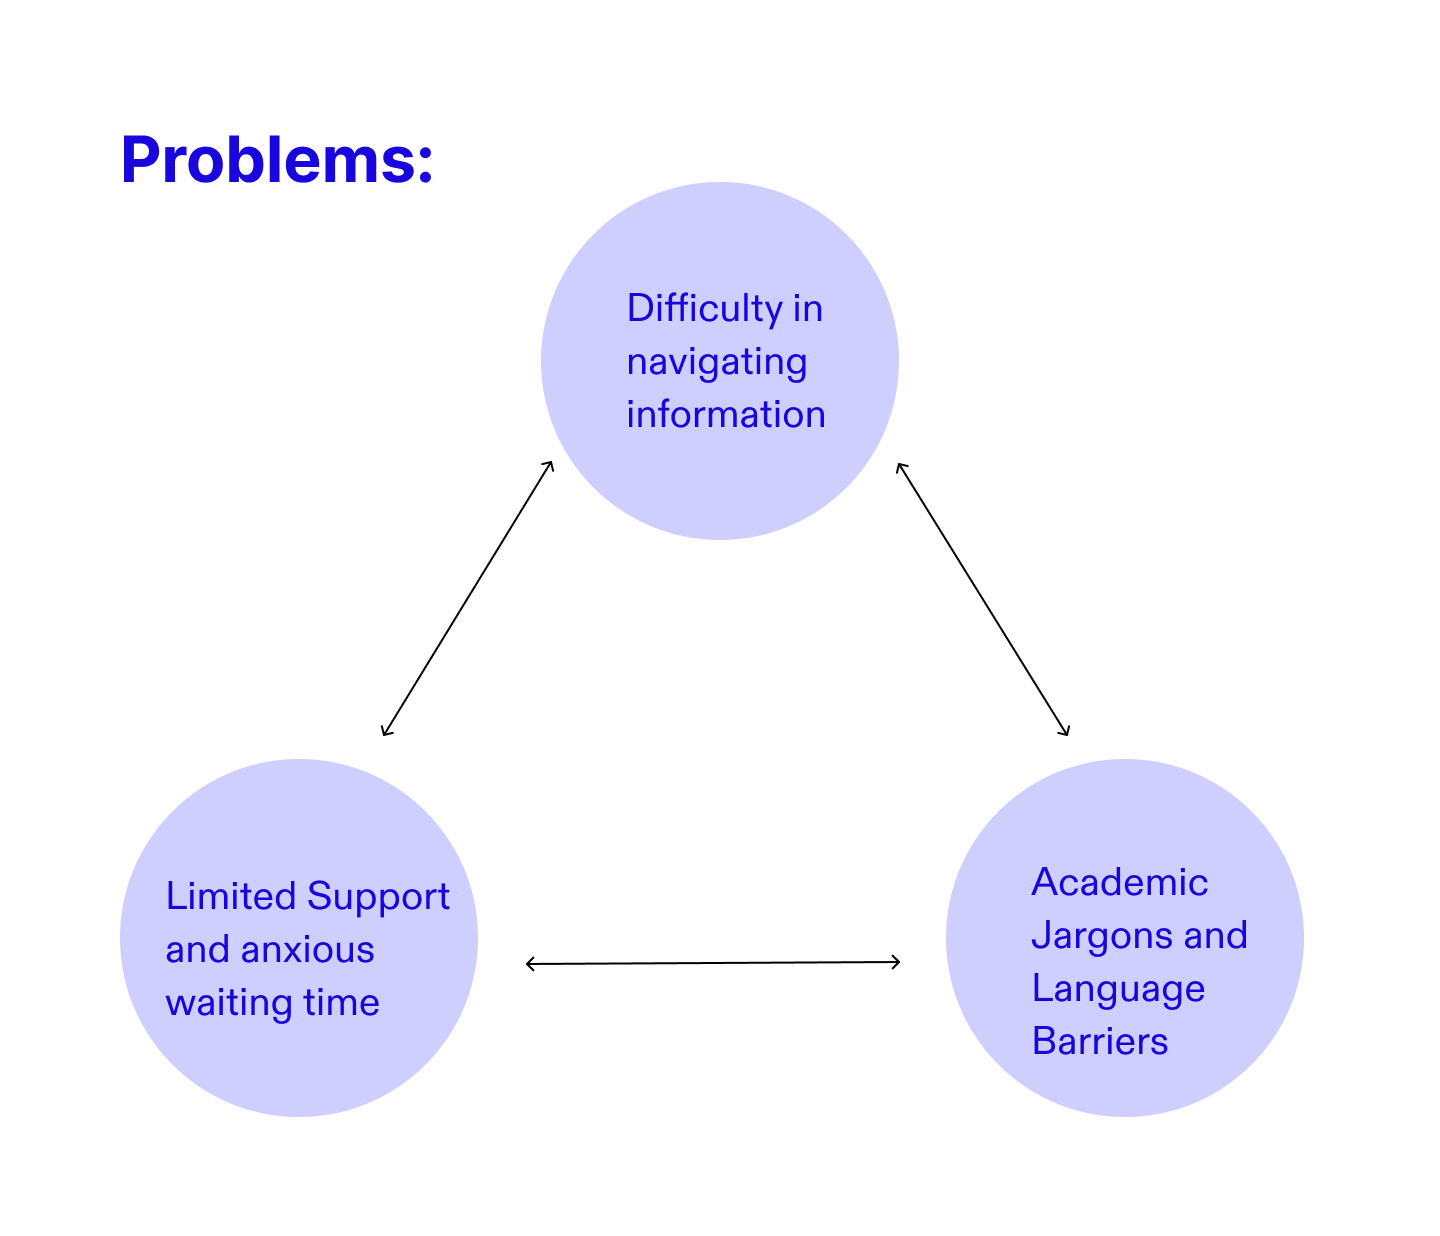 Problems:
Difficulty in
navigating
information
Limited Support
and anxious
waiting time
Academic
Jargons and
Language
Barriers